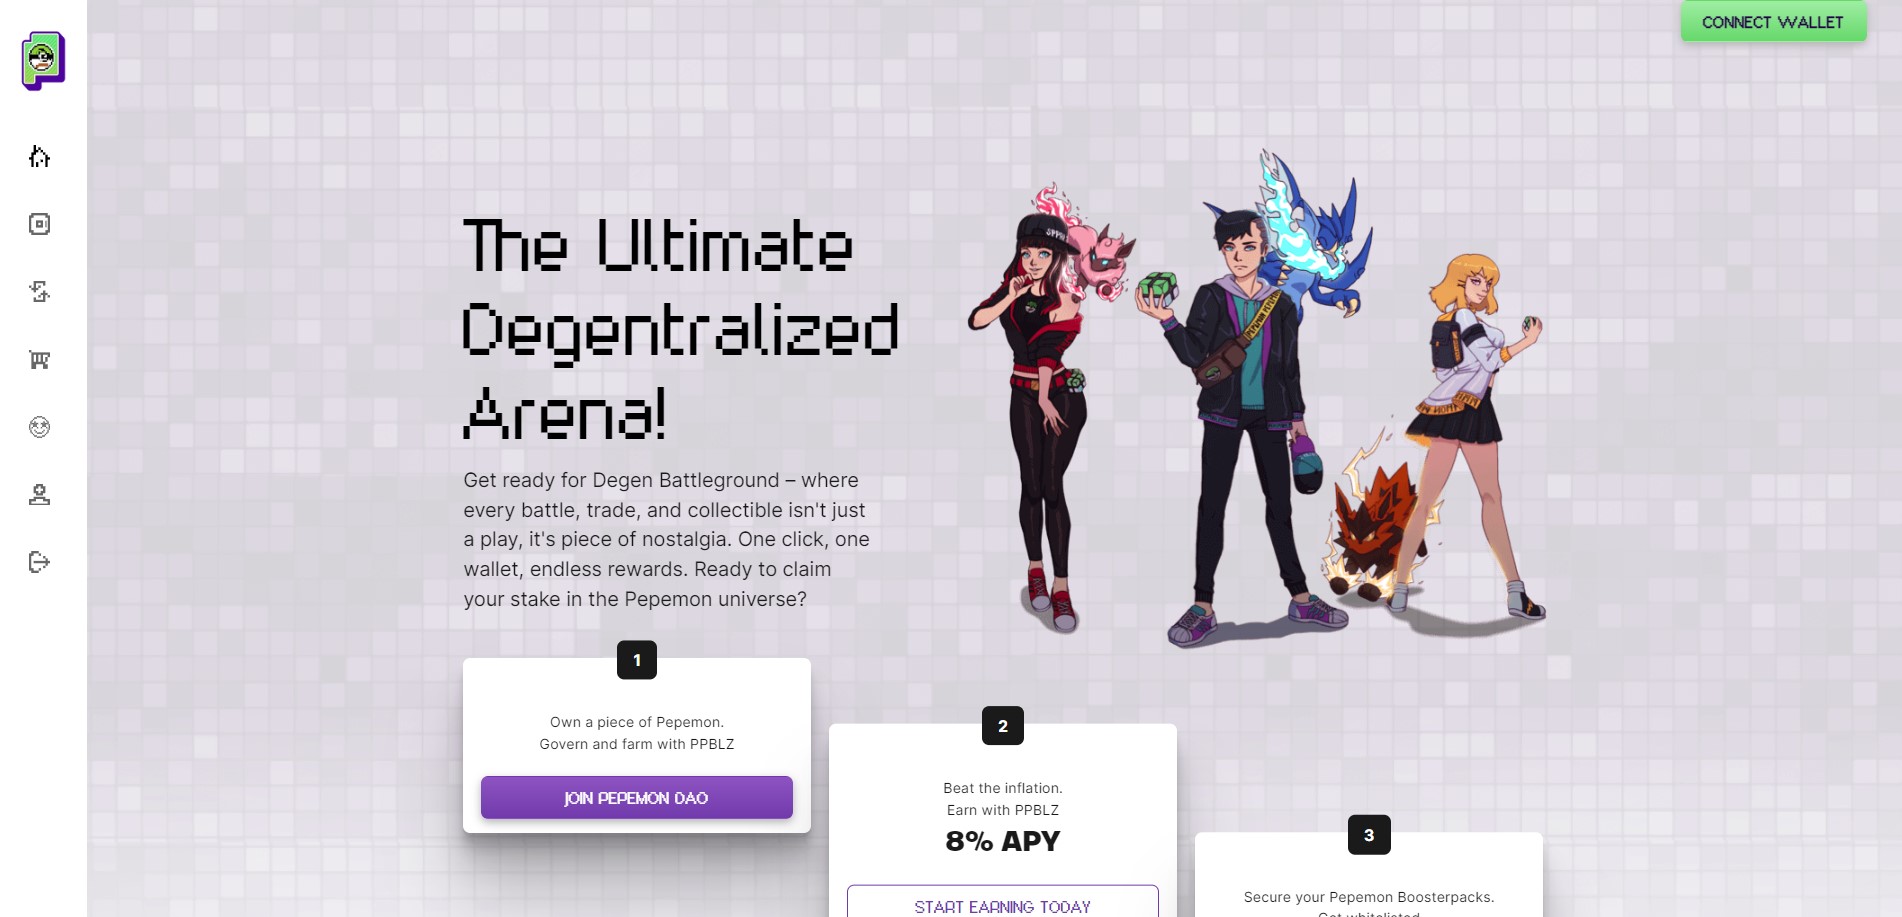 CONNECT WALLET
The Ultimate
Degentralized
Arena!
Get ready for Degen Battleground – where
every battle, trade, and collectible isn't just
a play, it's piece of nostalgia. One click, one
wallet, endless rewards. Ready to claim
your stake in the Pepemon universe?
1
Own a piece of Pepemon.
Govern and farm with PPBLZ
JOIN PEPEMON DAO
2
Beat the inflation.
Earn with PPBLZ
8% APY
START EARNING TODAY
3
Secure your Pepemon Boosterpacks.
Get whitelisted